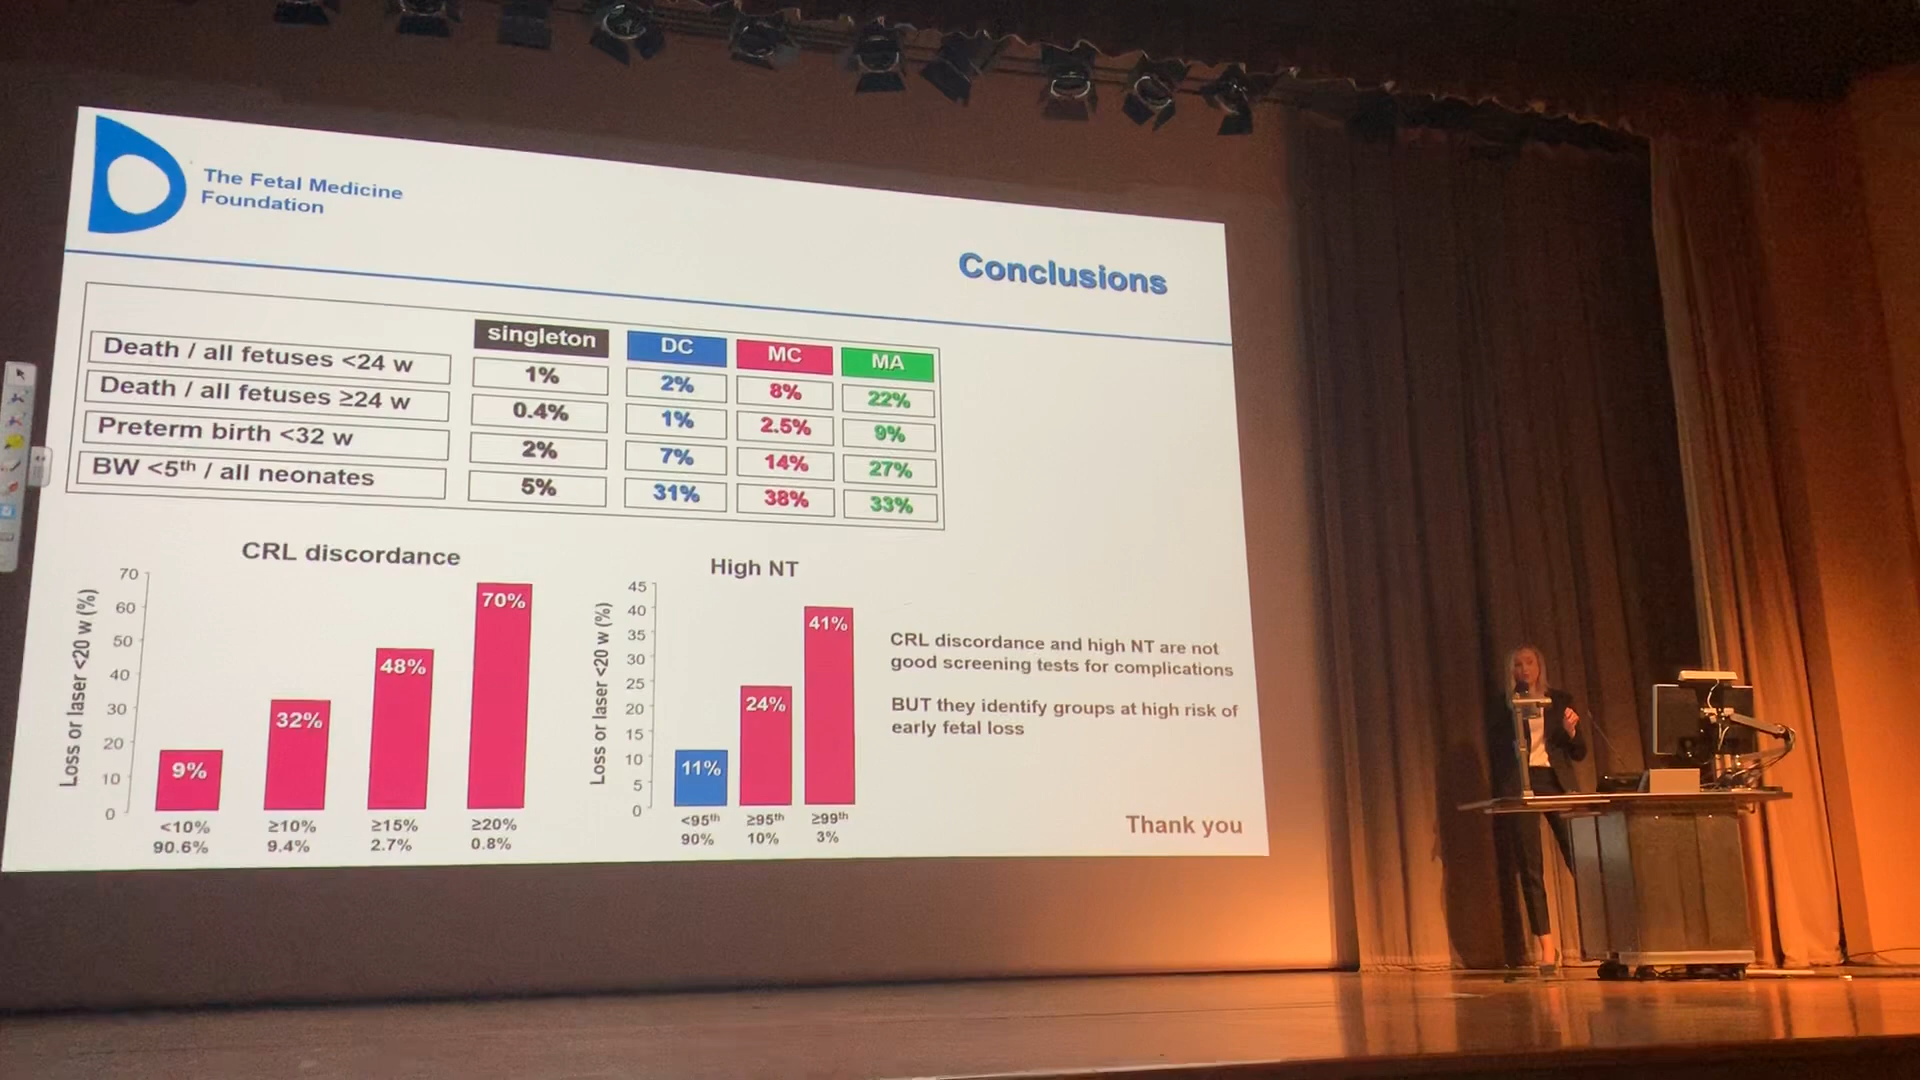 The Fetal Medicine
Foundation
Conclusions
singleton DC MC MA
Death / all fetuses <24 w 1% 2% 8% 22%
Death / all fetuses ≥24 w 0.4% 1% 2.5% 9%
Preterm birth <32 w 2% 7% 14% 27%
BW <5th / all neonates 5% 31% 38% 33%
CRL discordance
Loss or laser <20 w (%)
70
60
50
40
30
20
10
0
9% 32% 48% 70%
<10% ≥10% ≥15% ≥20%
90.6% 9.4% 2.7% 0.8%
High NT
Loss or laser <20 w (%)
45
40
35
30
25
20
15
10
5
0
11% 24% 41%
<95th ≥95th ≥99th
90% 10% 3%
CRL discordance and high NT are not
good screening tests for complications
BUT they identify groups at high risk of
early fetal loss
Thank you